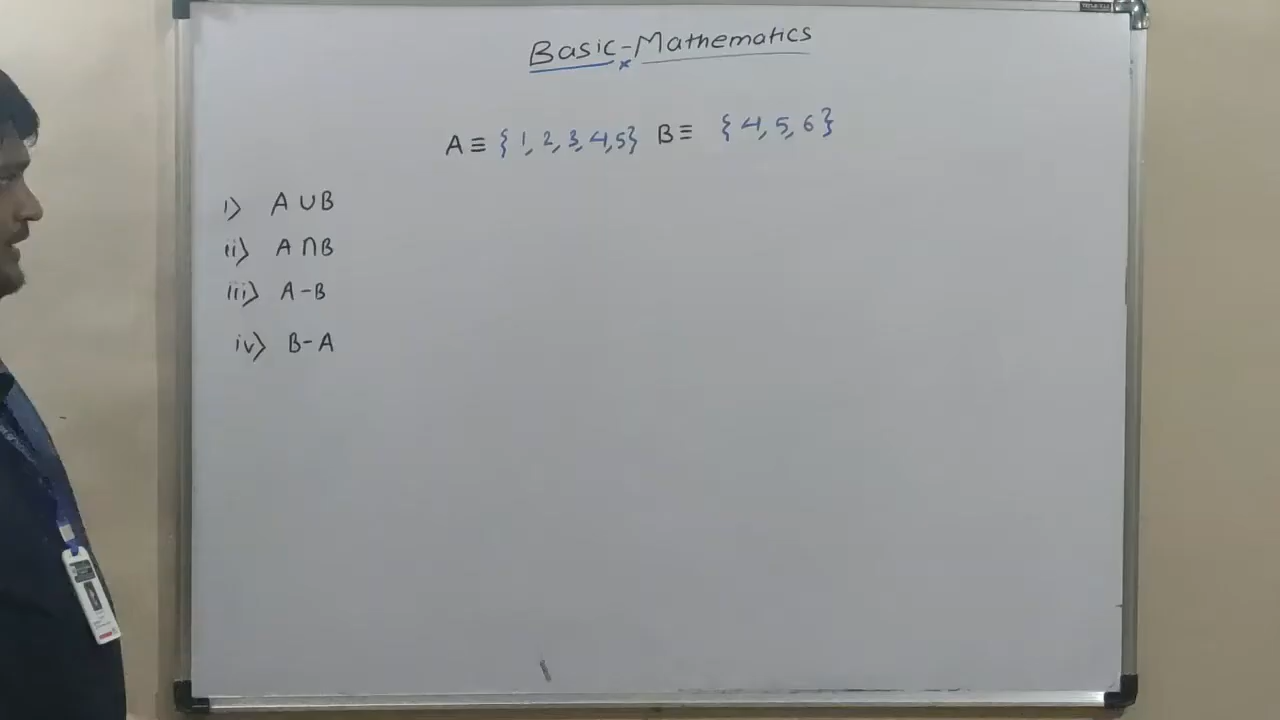 Basic-Mathematics
A ≡ {1, 2, 3, 4, 5} B ≡ {4, 5, 6}
i) A ∪ B
ii) A ∩ B
iii) A - B
iv) B - A